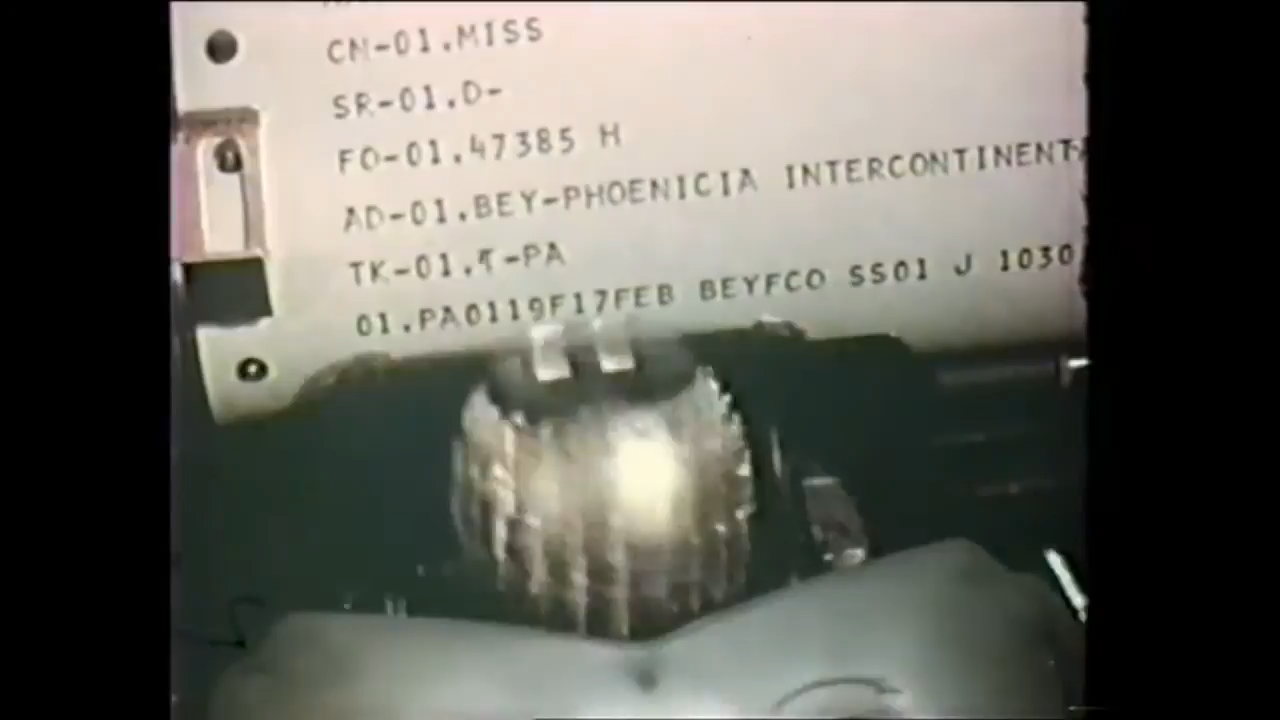 CN-01.MISS
SR-01.D-
FO-01.47385 H
AD-01.BEY-PHOENICIA INTERCONTINENT
TK-01.T-PA
01.PA0119F17FEB BEYFCO SS01 J 1030